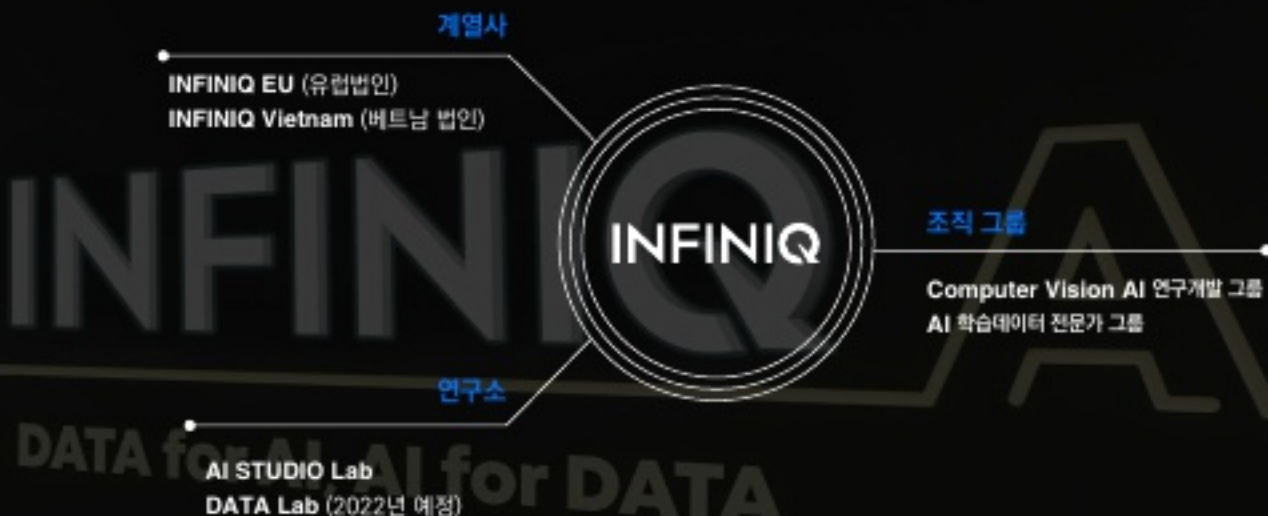 계열사
INFINIQ EU (유럽법인)
INFINIQ Vietnam (베트남 법인)
INFINIQ
INFINIQ
조직 그룹
Computer Vision AI 연구개발 그룹
AI 학습데이터 전문가 그룹
연구소
AI STUDIO Lab
DATA Lab (2022년 예정)
DATA for AI, AI for DATA